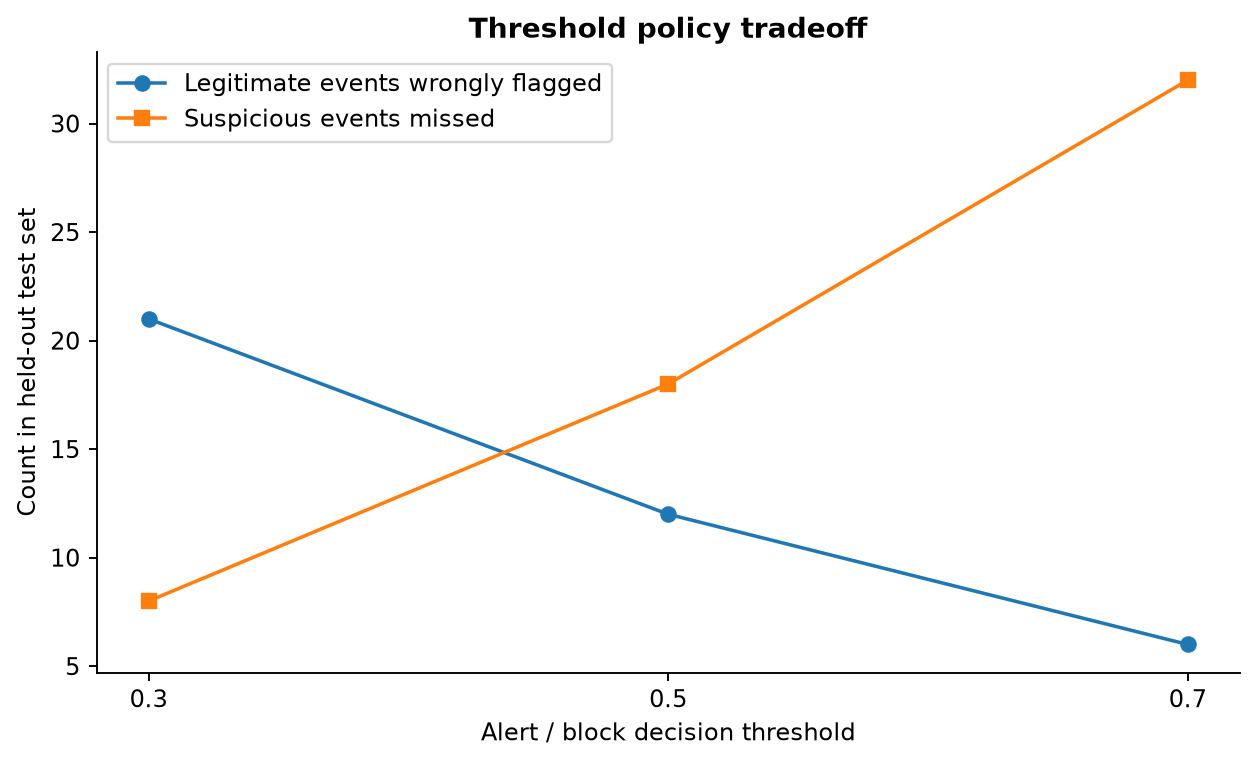 Threshold policy tradeoff
Legitimate events wrongly flagged
Suspicious events missed
Count in held-out test set
30
25
20
15
10
5
0.3
0.5
0.7
Alert / block decision threshold